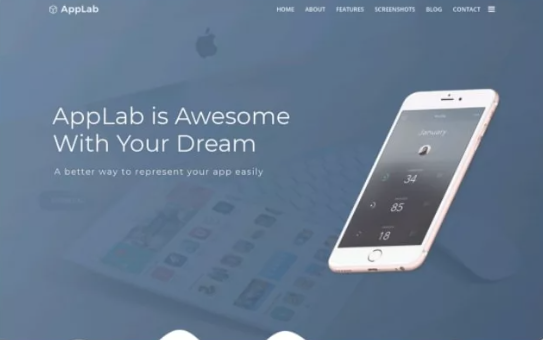 AppLab
HOME ABOUT FEATURES SCREENSHOTS BLOG CONTACT
AppLab is Awesome
With Your Dream
A better way to represent your app easily
January
34
85
18